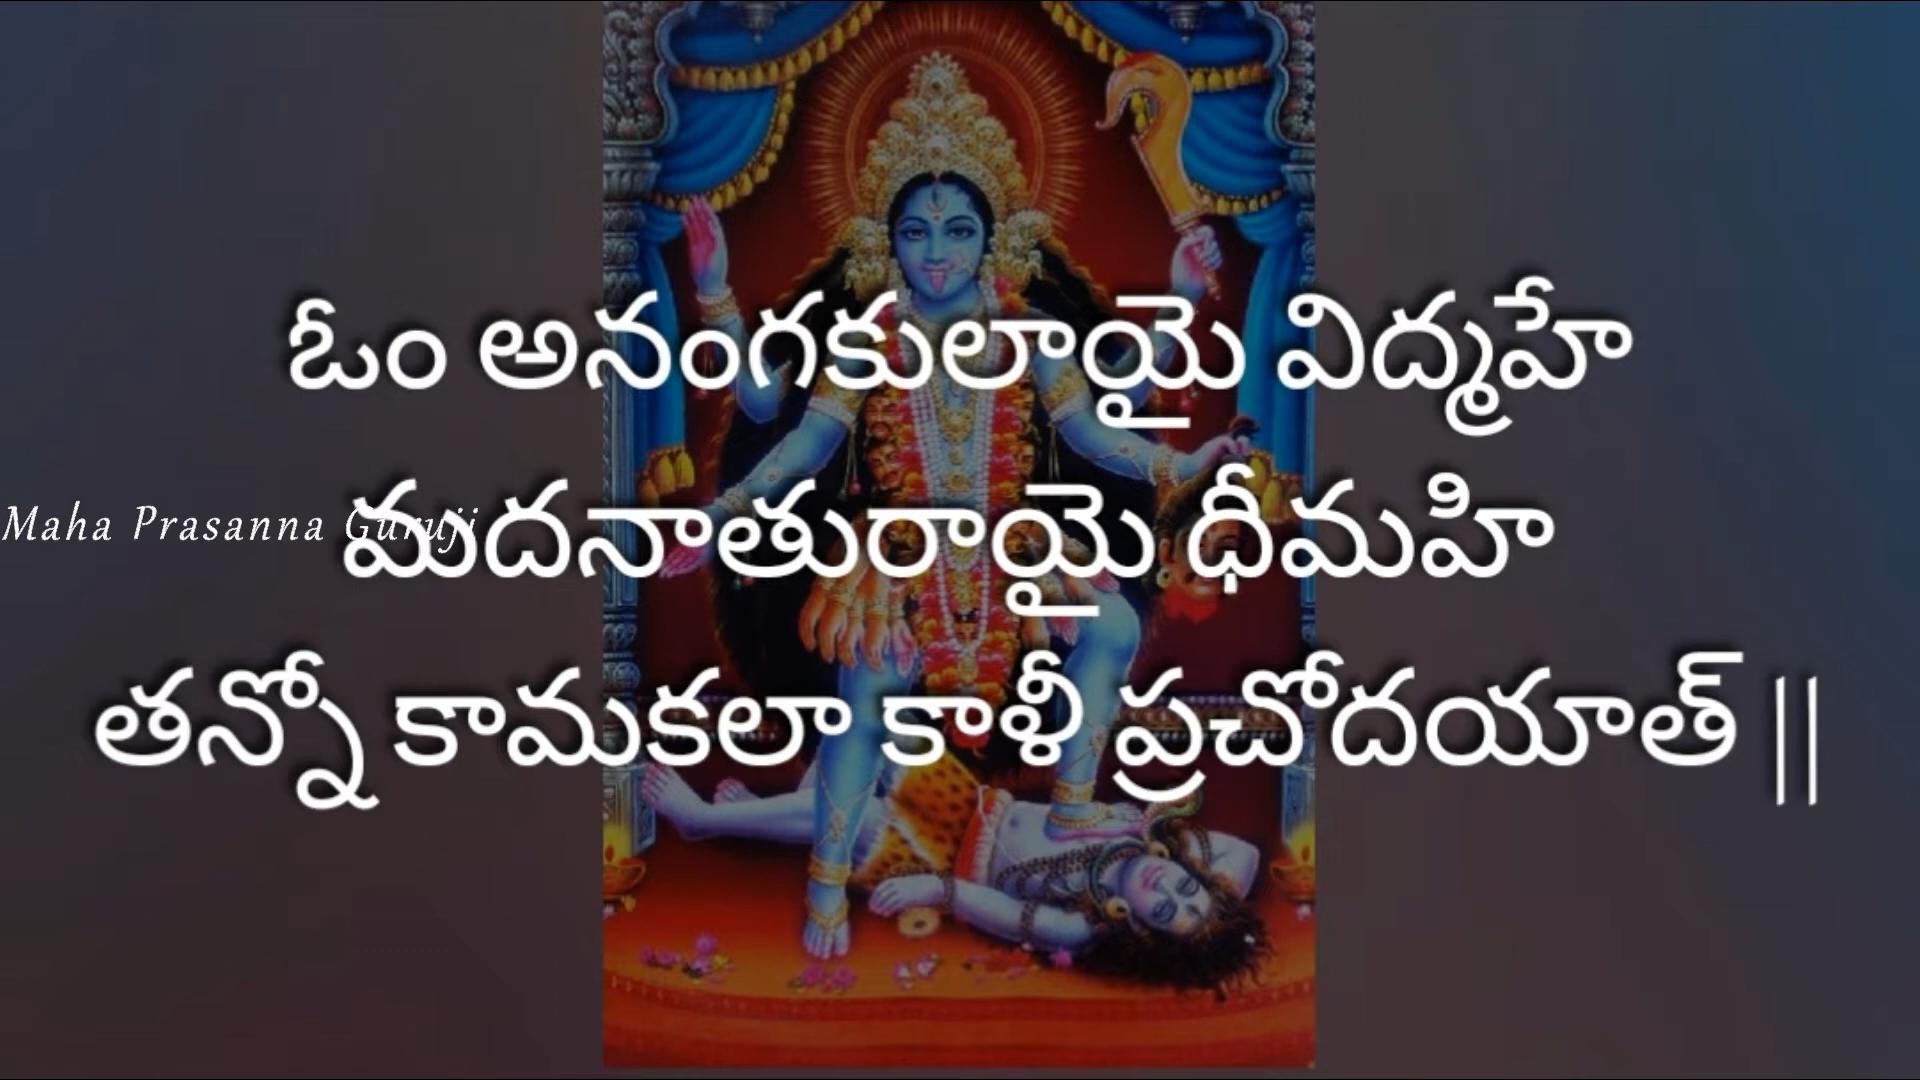 ఓం అనంగకులాయై విద్మహే
Maha Prasanna Guruji
మదనాతురాయై ధీమహి
తన్నో కామకలా కాళీ ప్రచోదయాత్ ||